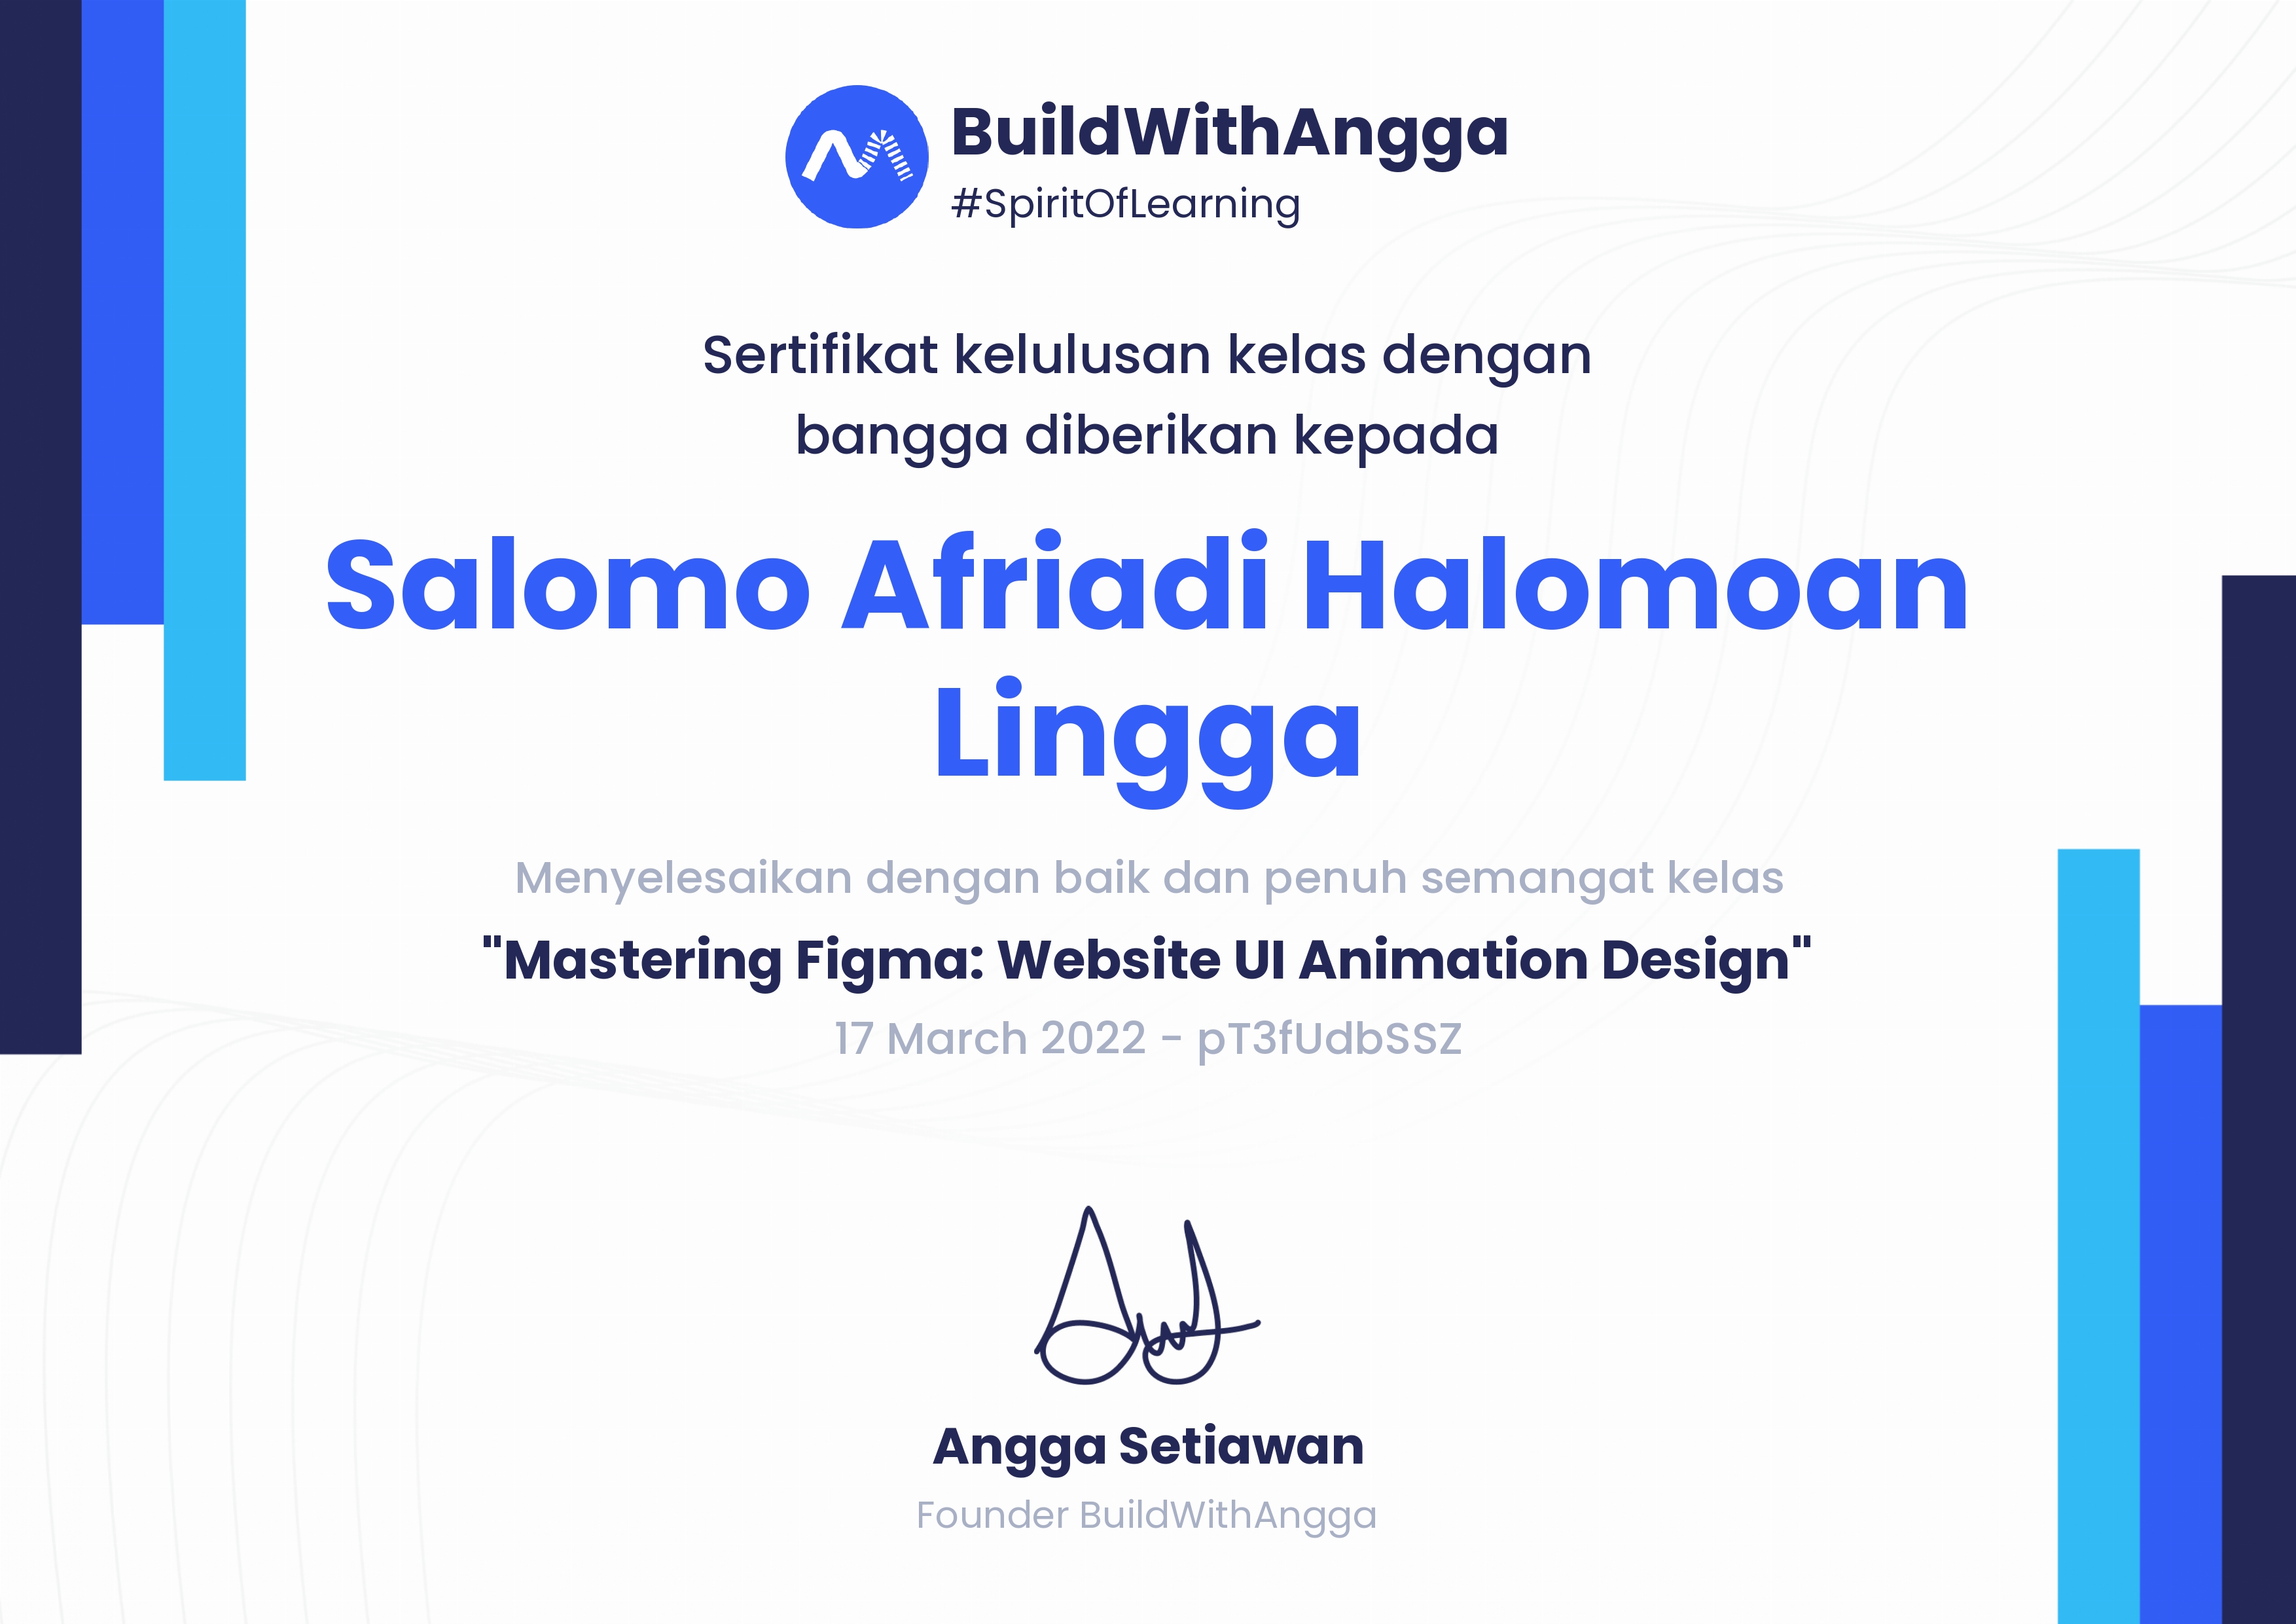 BuildWithAngga
#SpiritOfLearning
Sertifikat kelulusan kelas dengan
bangga diberikan kepada
Salomo Afriadi Halomoan
Lingga
Menyelesaikan dengan baik dan penuh semangat kelas
"Mastering Figma: Website UI Animation Design"
17 March 2022 - pT3fUdbSSZ
Angga Setiawan
Founder BuildWithAngga